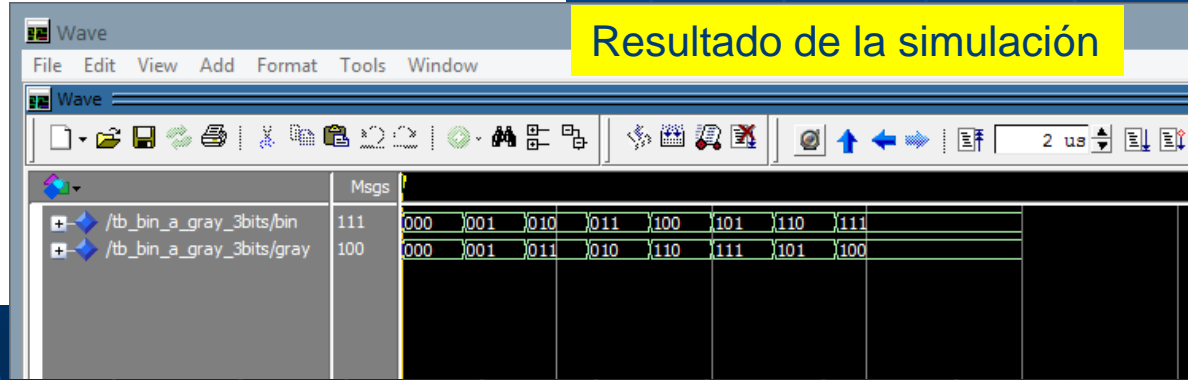 Resultado de la simulación
Wave
File Edit View Add Format Tools Window
Wave
2 us
Msgs
/tb_bin_a_gray_3bits/bin 111 000 001 010 011 100 101 110 111
/tb_bin_a_gray_3bits/gray 100 000 001 011 010 110 111 101 100